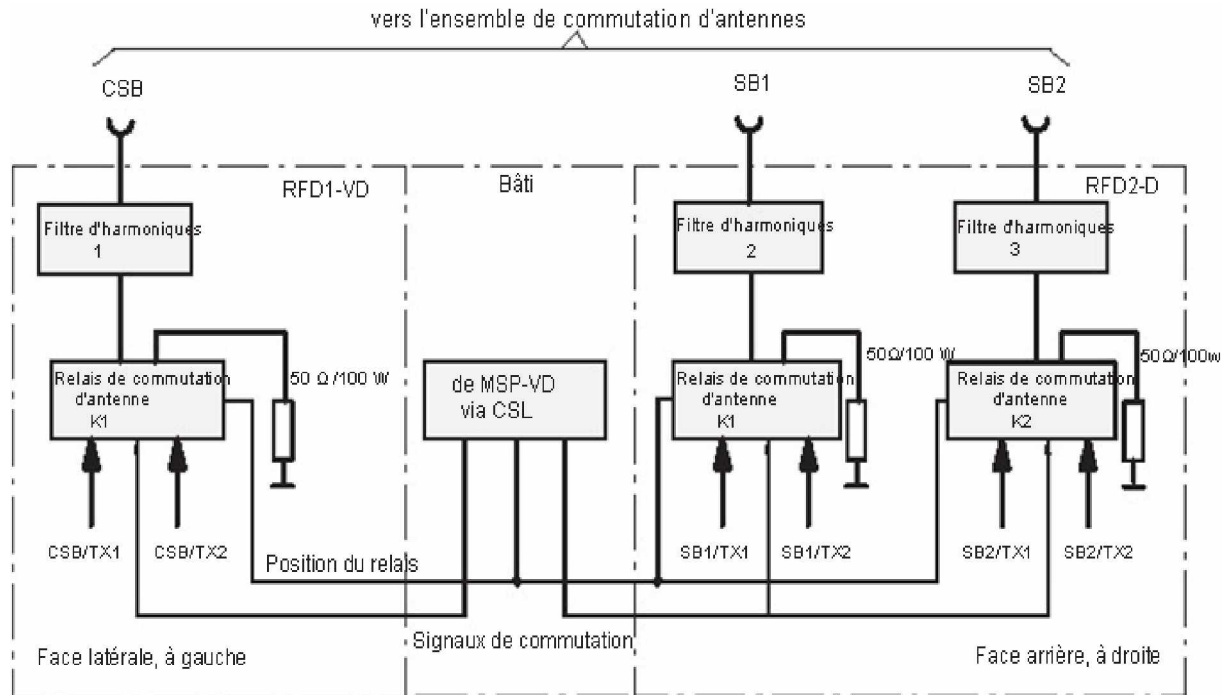 vers l'ensemble de commutation d'antennes
CSB
SB1
SB2
RFD1-VD
Bâti
RFD2-D
Filtre d'harmoniques
1
Filtre d'harmoniques
2
Filtre d'harmoniques
3
50 Ω /100 W
50Ω/100 W
50Ω/100w
Relais de commutation
d'antenne
K1
de MSP-VD
via CSL
Relais de commutation
d'antenne
K1
Relais de commutation
d'antenne
K2
CSB/TX1
CSB/TX2
SB1/TX1
SB1/TX2
SB2/TX1
SB2/TX2
Position du relais
Signaux de commutation
Face latérale, à gauche
Face arrière, à droite